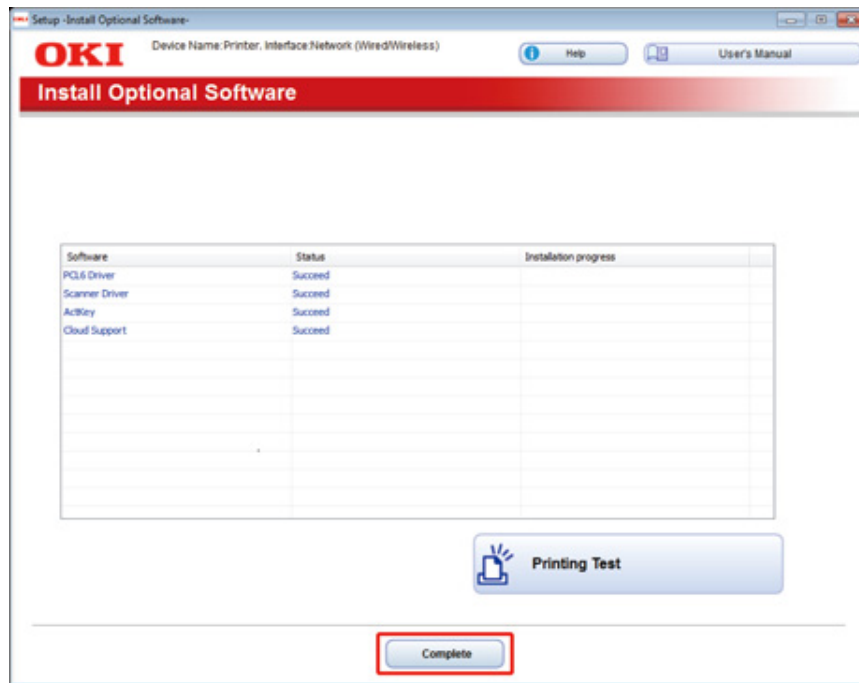 Setup -Install Optional Software-
OKI Device Name:Printer, Interface:Network (Wired/Wireless) Help User's Manual
Install Optional Software
Software Status Installation progress
PCL6 Driver Succeed
Scanner Driver Succeed
ActKey Succeed
Cloud Support Succeed
Printing Test
Complete